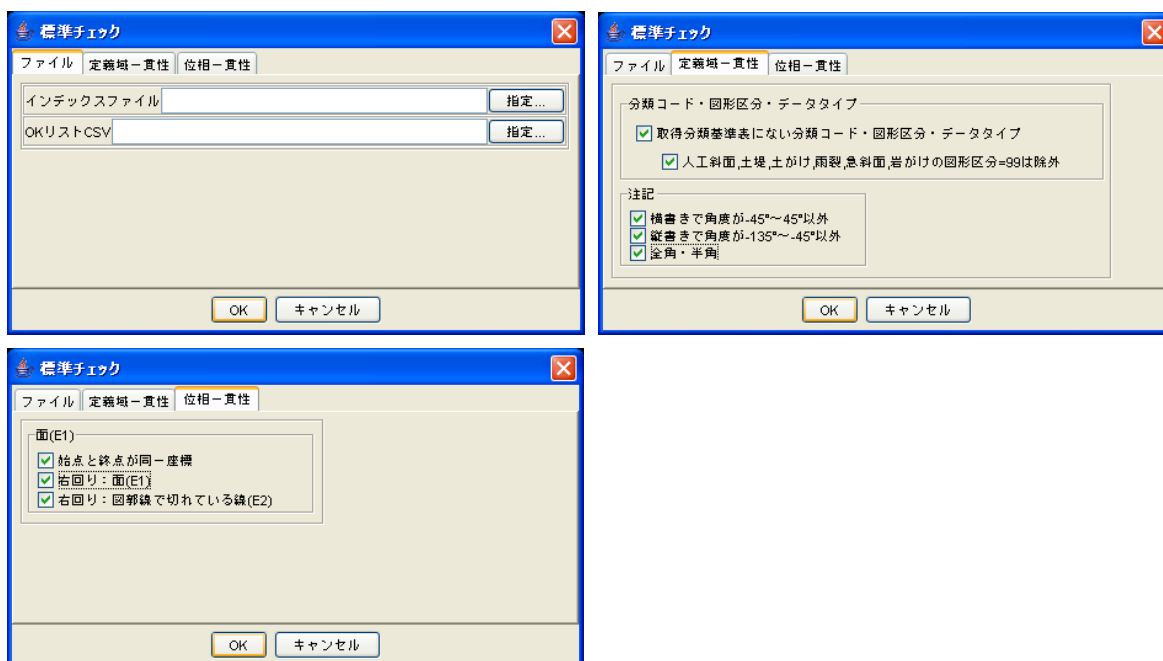 標準チェック
ファイル 定義域一貫性 位相一貫性
インデックスファイル 指定...
OKリストCSV 指定...
OK キャンセル
標準チェック
ファイル 定義域一貫性 位相一貫性
分類コード・図形区分・データタイプ
取得分類基準表にない分類コード・図形区分・データタイプ
人工斜面,土堤,土がけ,雨裂,急斜面,岩がけの図形区分=99は除外
注記
横書きで角度が-45°～45°以外
縦書きで角度が-135°～-45°以外
全角・半角
OK キャンセル
標準チェック
ファイル 定義域一貫性 位相一貫性
面(E1)
始点と終点が同一座標
右回り：面(E1)
右回り：図郭線で切れている線(E2)
OK キャンセル